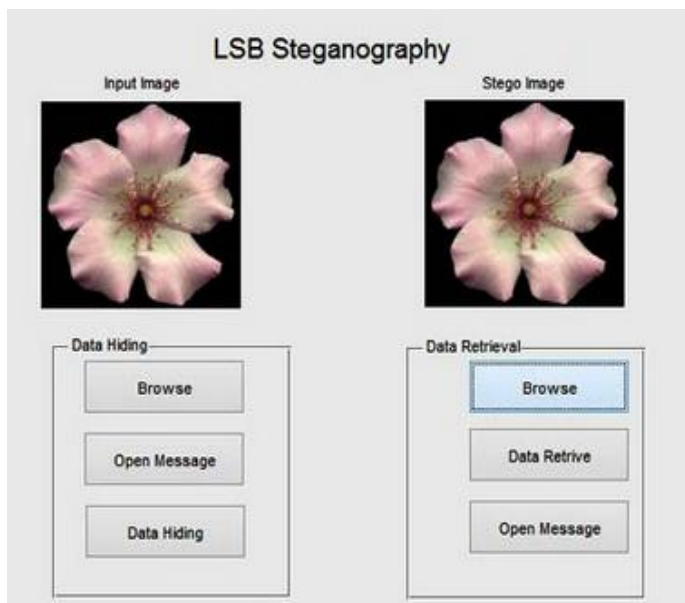 LSB Steganography
Input Image
Stego Image
Data Hiding
Browse
Open Message
Data Hiding
Data Retrieval
Browse
Data Retrive
Open Message